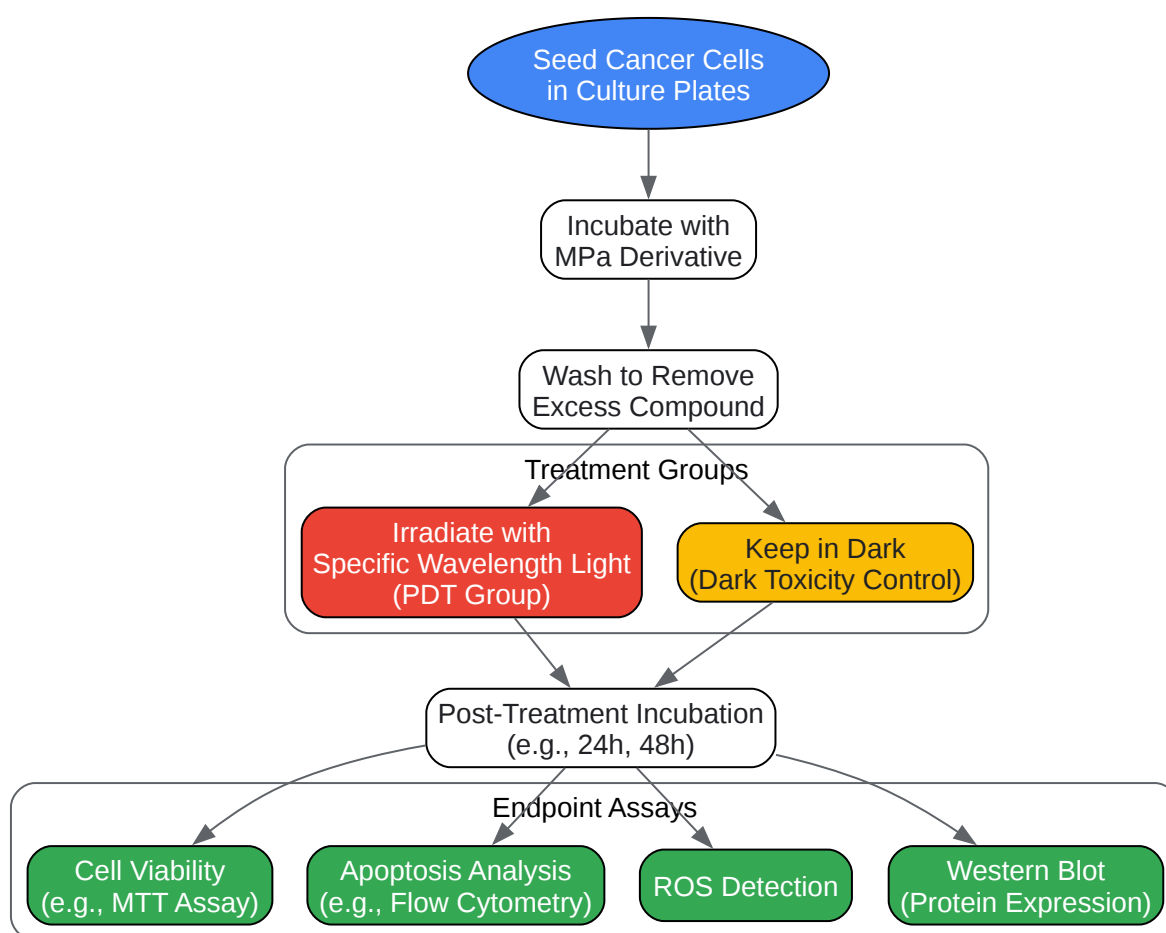 Seed Cancer Cells
in Culture Plates
Incubate with
MPa Derivative
Wash to Remove
Excess Compound
Treatment Groups
Irradiate with
Specific Wavelength Light
(PDT Group)
Keep in Dark
(Dark Toxicity Control)
Post-Treatment Incubation
(e.g., 24h, 48h)
Endpoint Assays
Cell Viability
(e.g., MTT Assay)
Apoptosis Analysis
(e.g., Flow Cytometry)
ROS Detection
Western Blot
(Protein Expression)